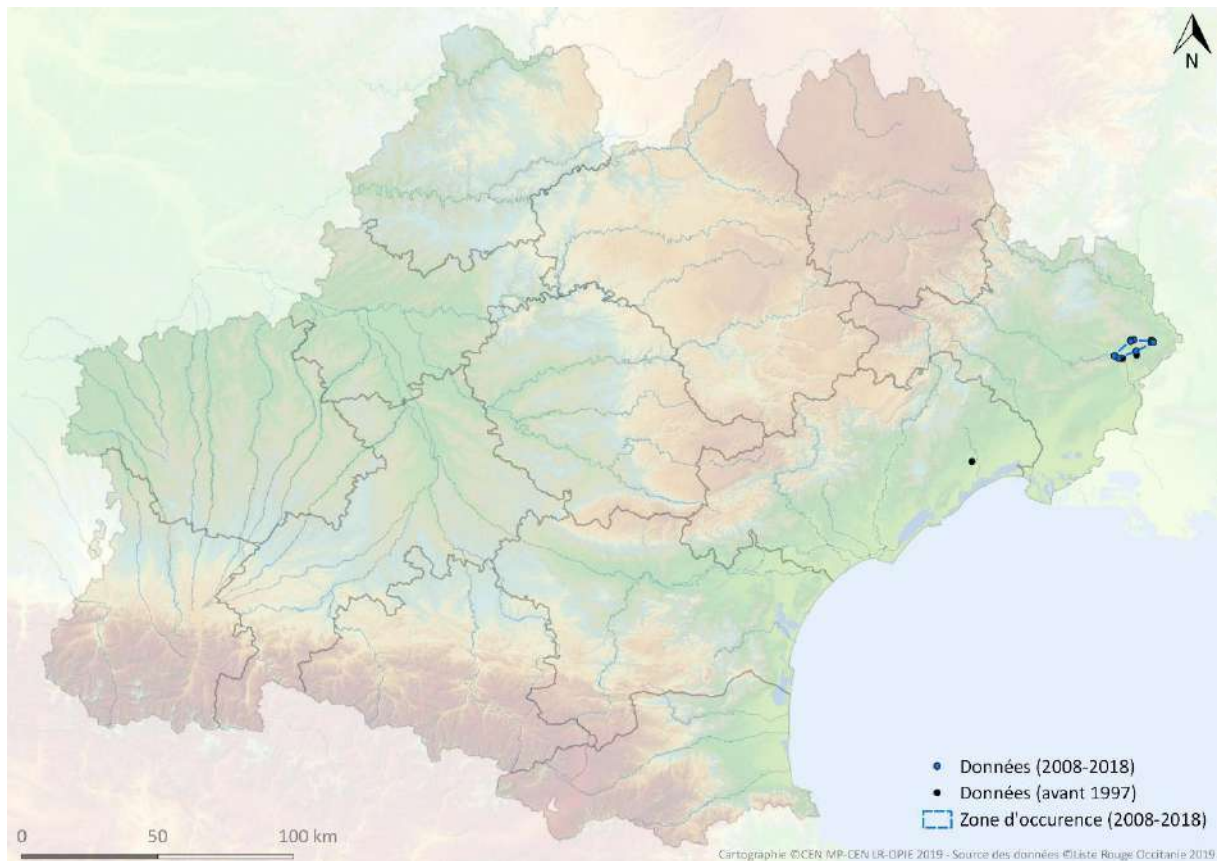 N
Données (2008-2018)
Données (avant 1997)
Zone d'occurence (2008-2018)
0 50 100 km
Cartographie ©CEN MP-CEN LR-OPIE 2019 - Source des données ©Liste Rouge Occitanie 2019